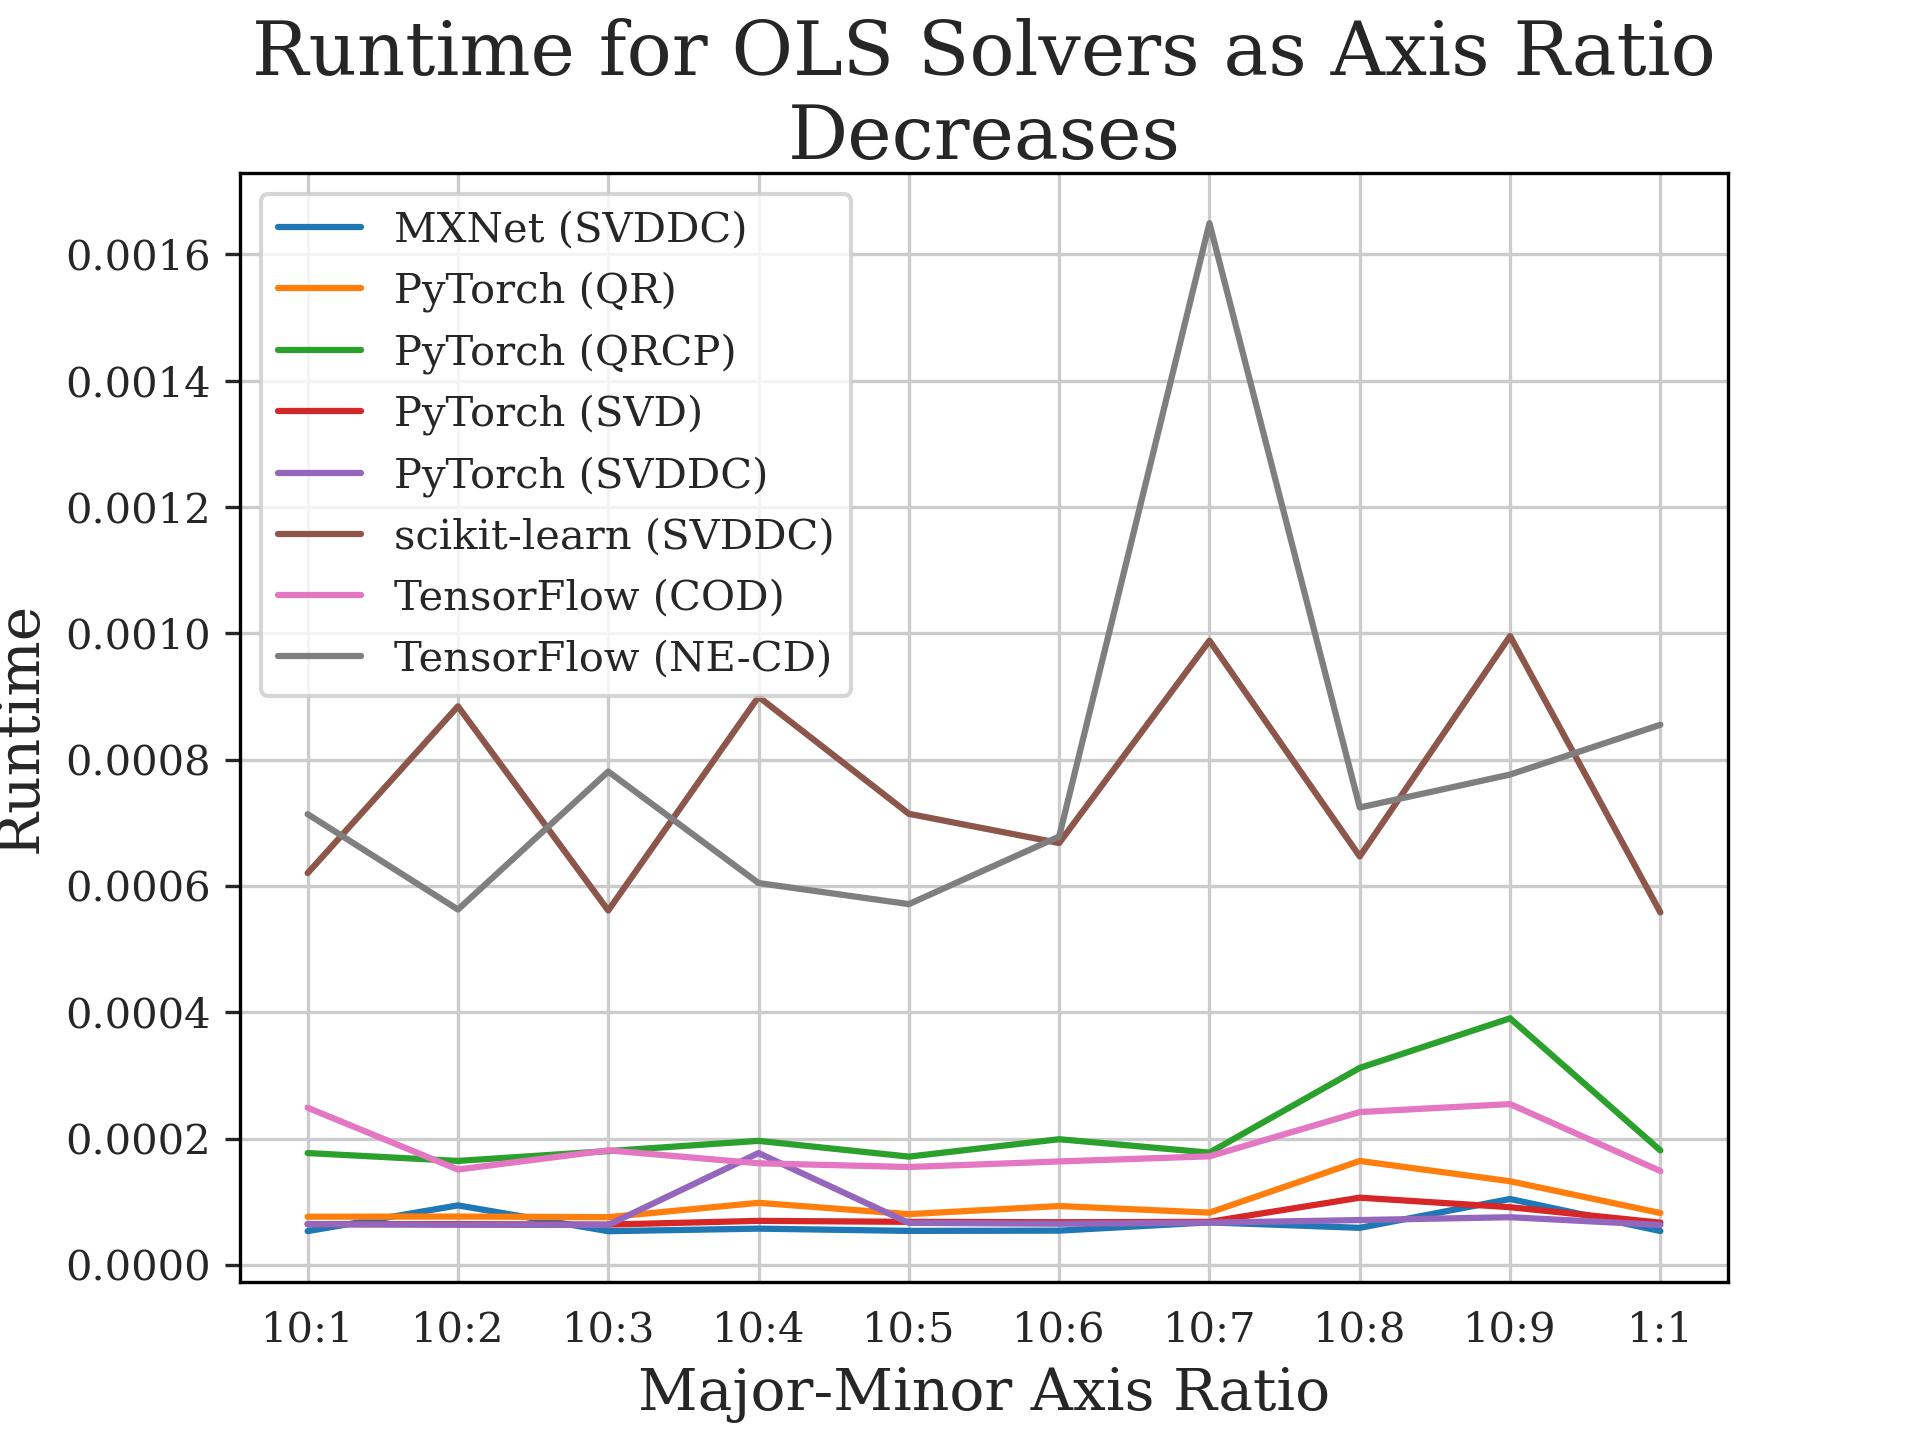 Runtime for OLS Solvers as Axis Ratio
Decreases
MXNet (SVDDC)
PyTorch (QR)
PyTorch (QRCP)
PyTorch (SVD)
PyTorch (SVDDC)
scikit-learn (SVDDC)
TensorFlow (COD)
TensorFlow (NE-CD)
0.0016
0.0014
0.0012
0.0010
0.0008
0.0006
0.0004
0.0002
0.0000
Runtime
10:1 10:2 10:3 10:4 10:5 10:6 10:7 10:8 10:9 1:1
Major-Minor Axis Ratio